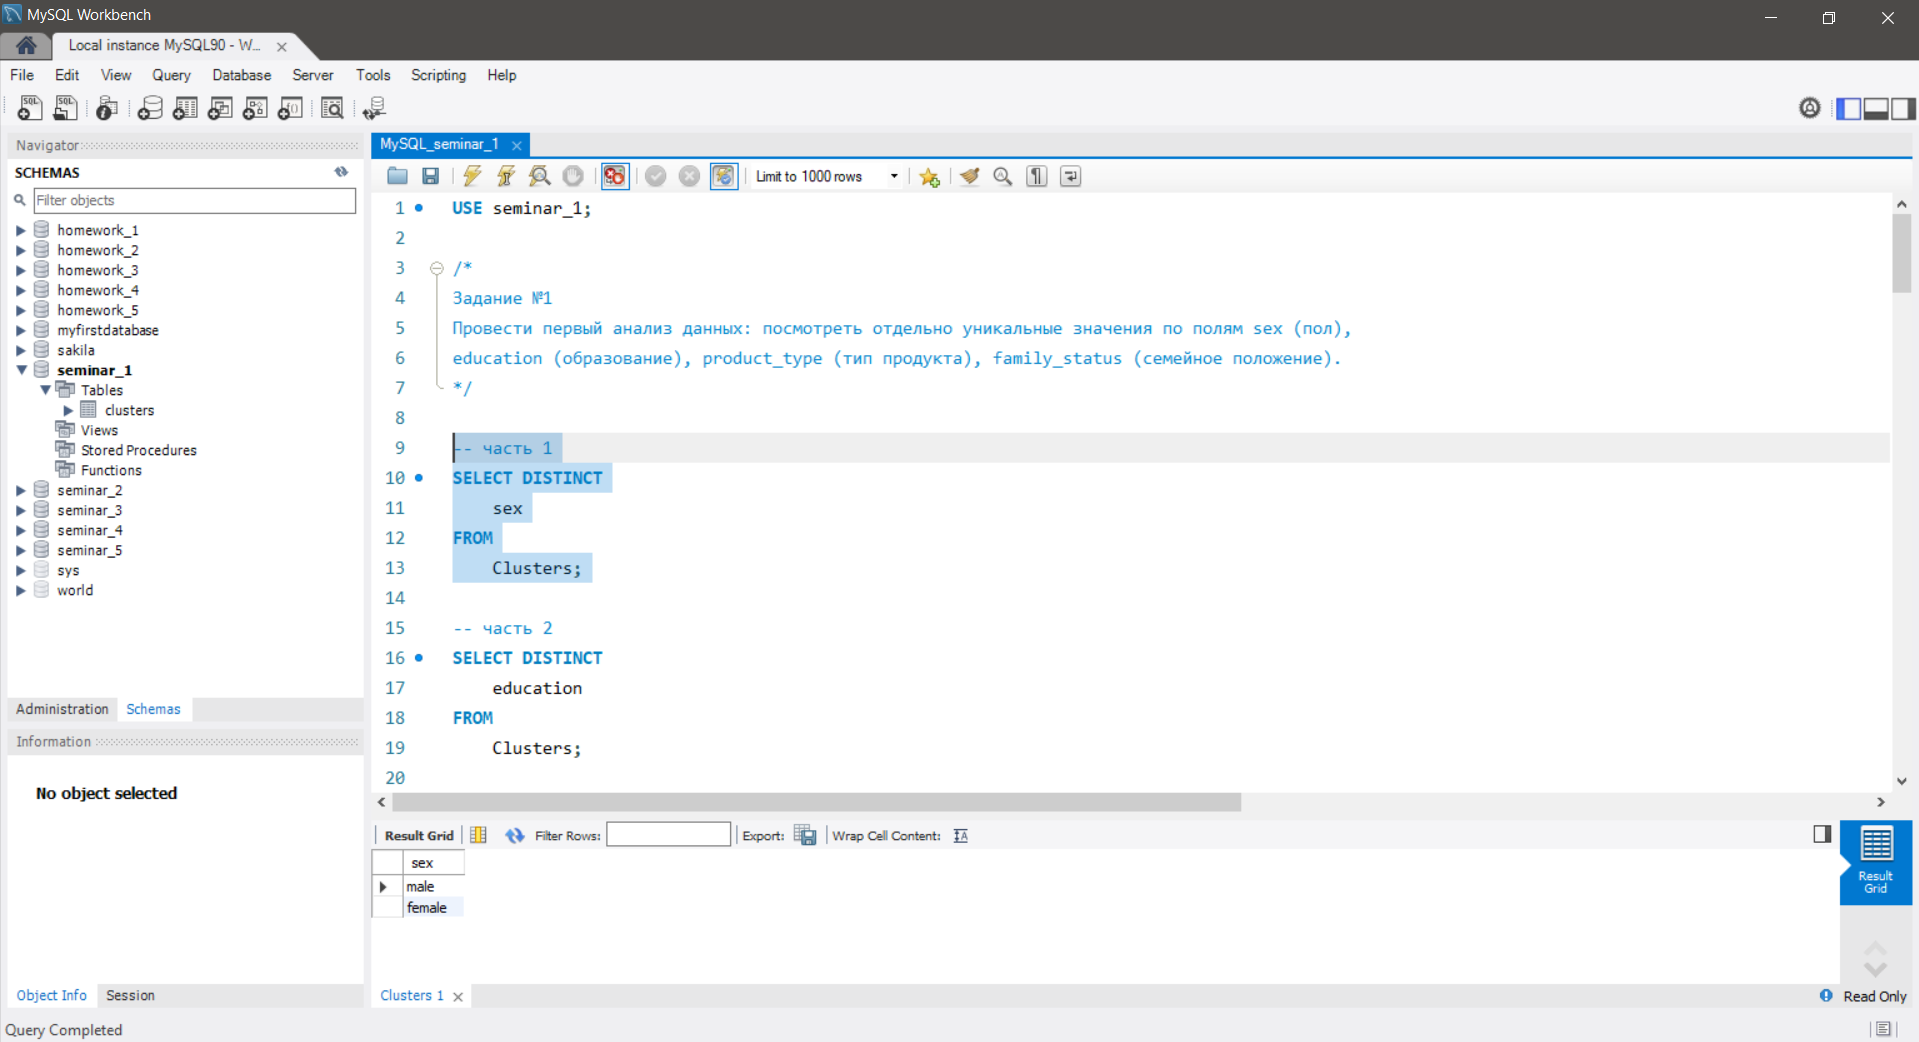 MySQL Workbench
Local instance MySQL90 - W...
File Edit View Query Database Server Tools Scripting Help
Navigator
SCHEMAS
Filter objects
homework_1
homework_2
homework_3
homework_4
homework_5
myfirstdatabase
sakila
seminar_1
Tables
clusters
Views
Stored Procedures
Functions
seminar_2
seminar_3
seminar_4
seminar_5
sys
world
Administration Schemas
Information
No object selected
Object Info Session
MySQL_seminar_1
Limit to 1000 rows
1 USE seminar_1;
2
3 /*
4 Задание №1
5 Провести первый анализ данных: посмотреть отдельно уникальные значения по полям sex (пол),
6 education (образование), product_type (тип продукта), family_status (семейное положение).
7 */
8
9 -- часть 1
10 SELECT DISTINCT
11 sex
12 FROM
13 Clusters;
14
15 -- часть 2
16 SELECT DISTINCT
17 education
18 FROM
19 Clusters;
20
Result Grid Filter Rows: Export: Wrap Cell Content:
sex
male
female
Result
Grid
Clusters 1
Read Only
Query Completed